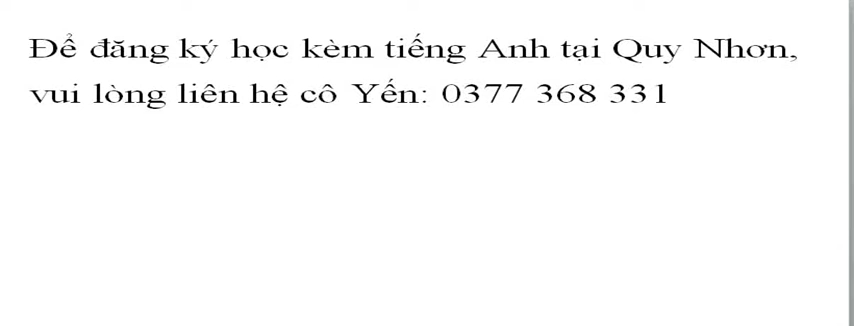 Để đăng ký học kèm tiếng Anh tại Quy Nhơn,
vui lòng liên hệ cô Yến: 0377 368 331